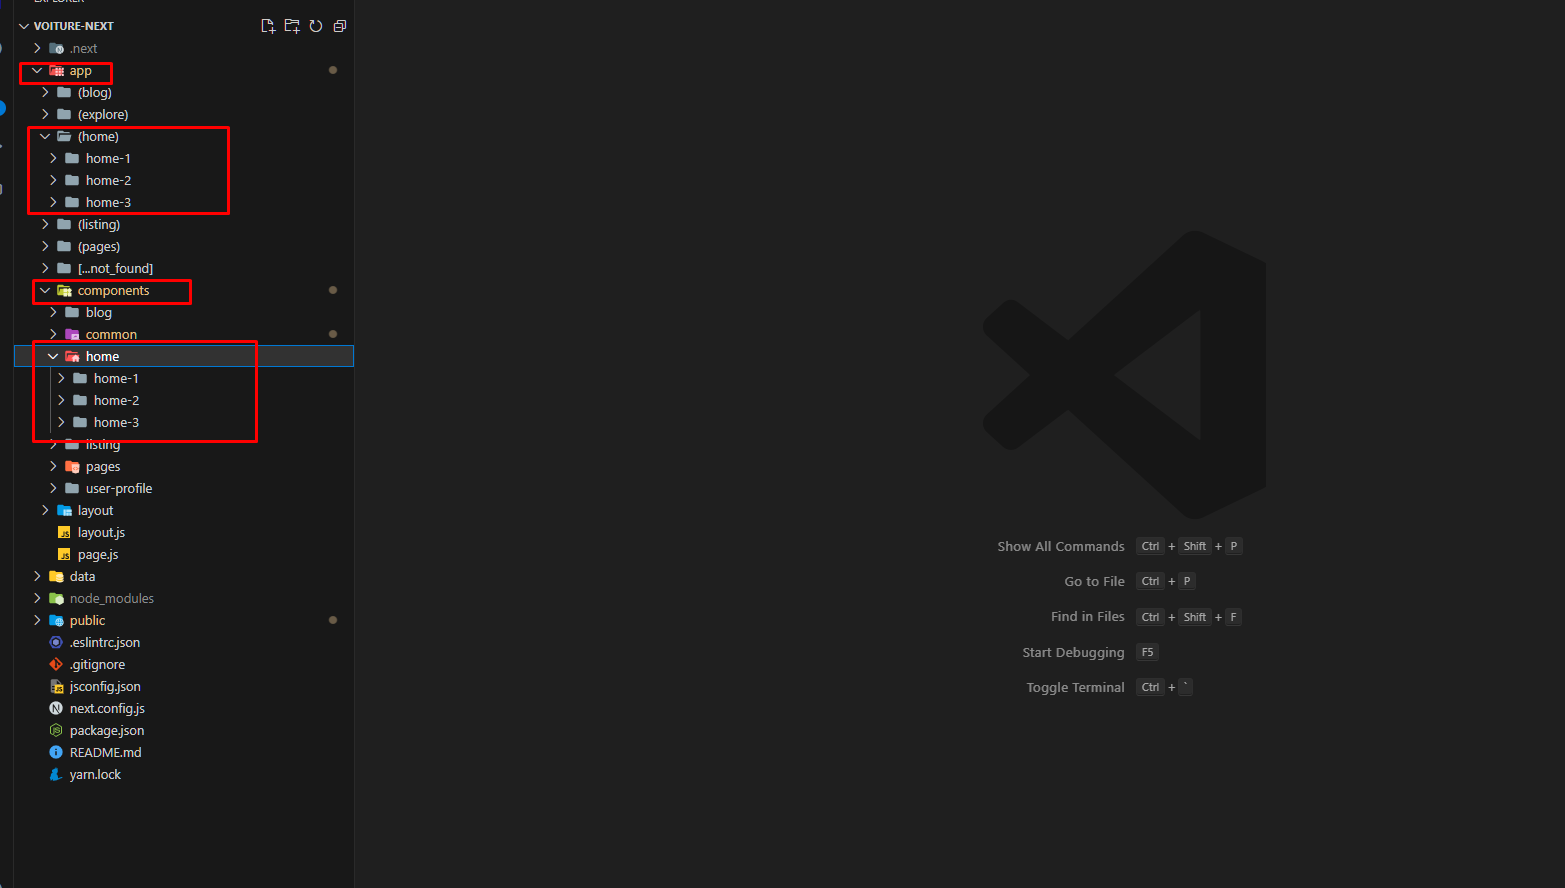 EXPLORER
VOITURE-NEXT
.next
app
(blog)
(explore)
(home)
home-1
home-2
home-3
(listing)
(pages)
[...not_found]
components
blog
common
home
home-1
home-2
home-3
listing
pages
user-profile
layout
layout.js
page.js
data
node_modules
public
.eslintrc.json
.gitignore
jsconfig.json
next.config.js
package.json
README.md
yarn.lock
Show All Commands Ctrl + Shift + P
Go to File Ctrl + P
Find in Files Ctrl + Shift + F
Start Debugging F5
Toggle Terminal Ctrl + `